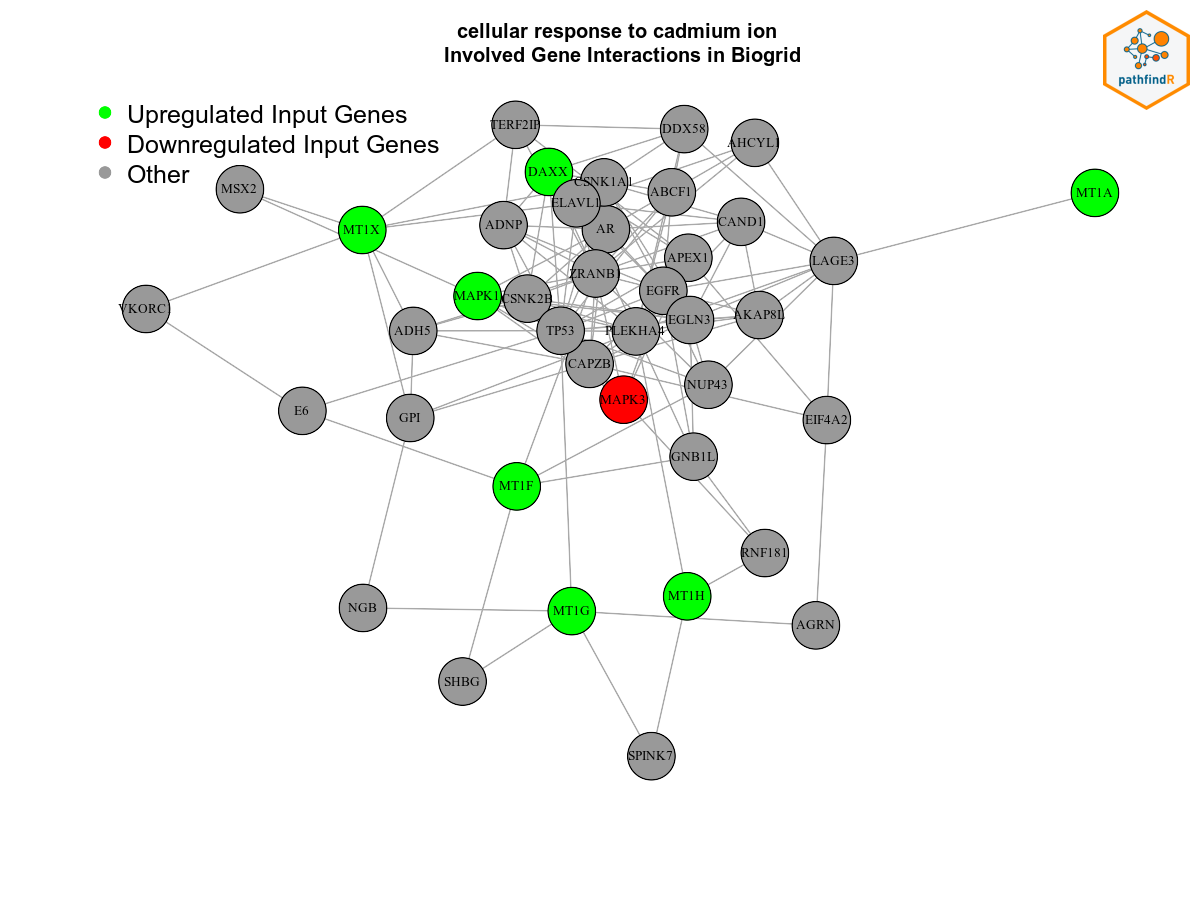 cellular response to cadmium ion
Involved Gene Interactions in Biogrid
pathfindR
Upregulated Input Genes
Downregulated Input Genes
Other
TERF2IP
DDX58
AHCYL1
DAXX
CSNK1A1
MSX2
ABCF1
MT1A
ELAVL1
CAND1
ADNP
AR
MT1X
APEX1
LAGE3
ZRANB1
EGFR
MAPK1
CSNK2B
VKORC1
AKAP8L
EGLN3
ADH5
TP53
PLEKHA4
CAPZB
NUP43
MAPK3
E6
GPI
EIF4A2
GNB1L
MT1F
RNF181
MT1H
NGB
MT1G
AGRN
SHBG
SPINK7